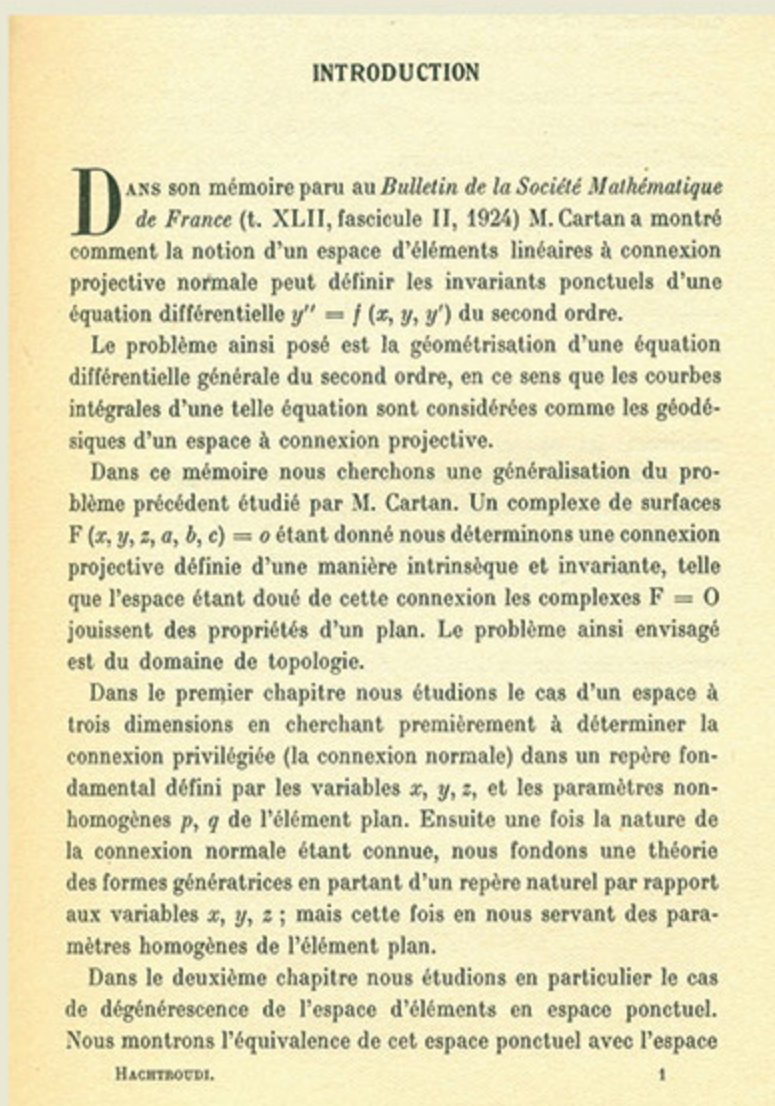 INTRODUCTION
DANS son mémoire paru au Bulletin de la Société Mathématique
de France (t. XLII, fascicule II, 1924) M. Cartan a montré
comment la notion d'un espace d'éléments linéaires à connexion
projective normale peut définir les invariants ponctuels d'une
équation différentielle y'' = f (x, y, y') du second ordre.
Le problème ainsi posé est la géométrisation d'une équation
différentielle générale du second ordre, en ce sens que les courbes
intégrales d'une telle équation sont considérées comme les géodé-
siques d'un espace à connexion projective.
Dans ce mémoire nous cherchons une généralisation du pro-
blème précédent étudié par M. Cartan. Un complexe de surfaces
F (x, y, z, a, b, c) = o étant donné nous déterminons une connexion
projective définie d'une manière intrinsèque et invariante, telle
que l'espace étant doué de cette connexion les complexes F = O
jouissent des propriétés d'un plan. Le problème ainsi envisagé
est du domaine de topologie.
Dans le premier chapitre nous étudions le cas d'un espace à
trois dimensions en cherchant premièrement à déterminer la
connexion privilégiée (la connexion normale) dans un repère fon-
damental défini par les variables x, y, z, et les paramètres non-
homogènes p, q de l'élément plan. Ensuite une fois la nature de
la connexion normale étant connue, nous fondons une théorie
des formes génératrices en partant d'un repère naturel par rapport
aux variables x, y, z ; mais cette fois en nous servant des para-
mètres homogènes de l'élément plan.
Dans le deuxième chapitre nous étudions en particulier le cas
de dégénérescence de l'espace d'éléments en espace ponctuel.
Nous montrons l'équivalence de cet espace ponctuel avec l'espace
HACHTROUDI. 1